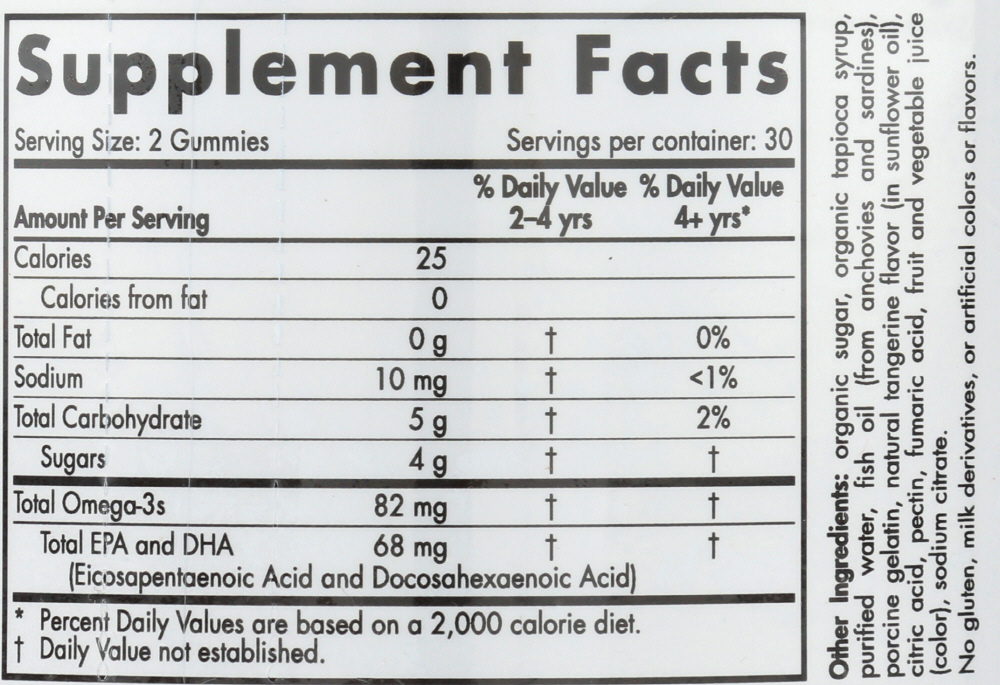 Supplement Facts
Serving Size: 2 Gummies Servings per container: 30
% Daily Value % Daily Value
Amount Per Serving 2–4 yrs 4+ yrs*
Calories 25
Calories from fat 0
Total Fat 0 g † 0%
Sodium 10 mg † <1%
Total Carbohydrate 5 g † 2%
Sugars 4 g † †
Total Omega-3s 82 mg † †
Total EPA and DHA 68 mg † †
(Eicosapentaenoic Acid and Docosahexaenoic Acid)
* Percent Daily Values are based on a 2,000 calorie diet.
† Daily Value not established.
Other Ingredients: organic sugar, organic tapioca syrup,
purified water, fish oil (from anchovies and sardines),
porcine gelatin, natural tangerine flavor (in sunflower oil),
citric acid, pectin, fumaric acid, fruit and vegetable juice
(color), sodium citrate.
No gluten, milk derivatives, or artificial colors or flavors.